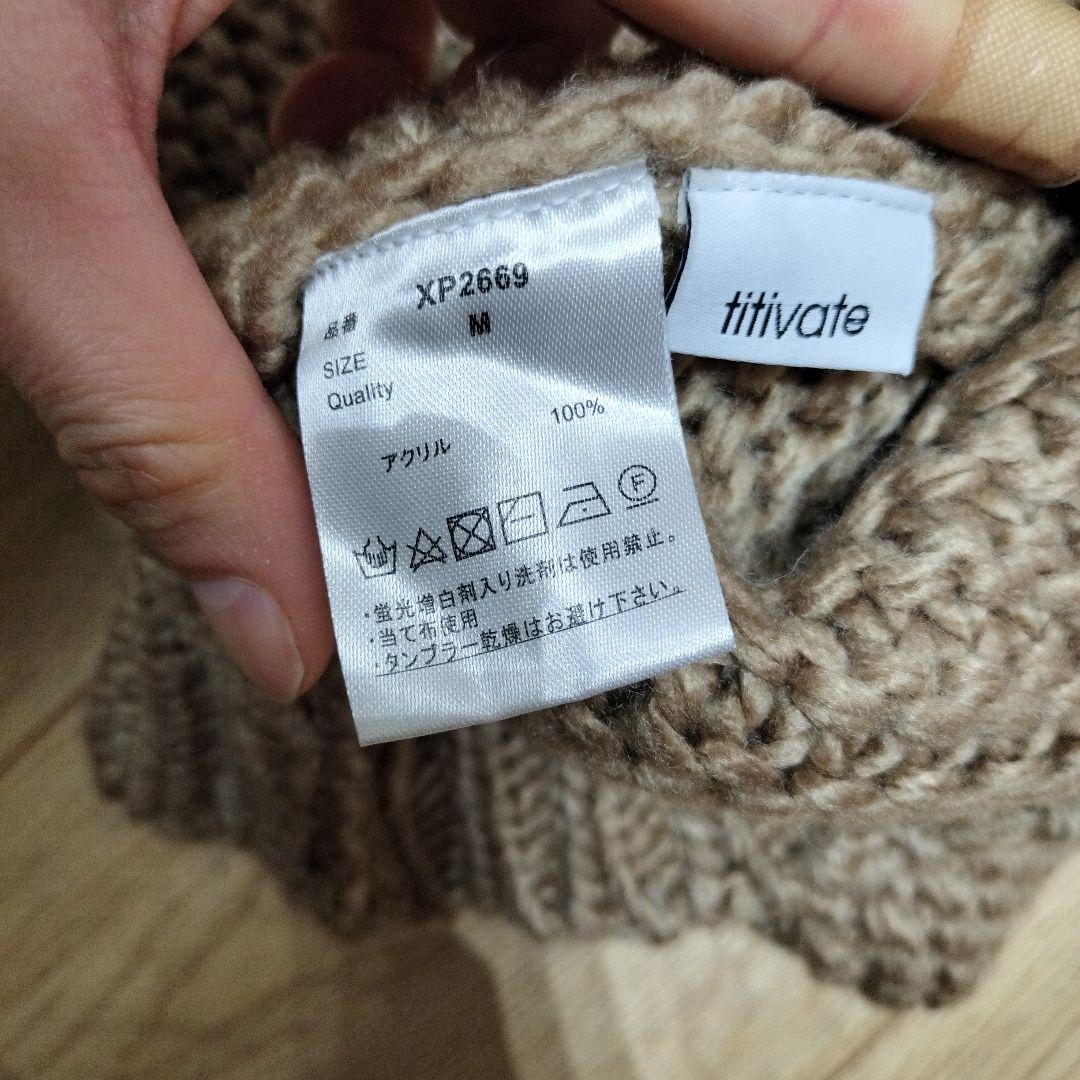 品番 XP2669
SIZE M
Quality
アクリル 100%
F
・蛍光増白剤入り洗剤は使用禁止。
・当て布使用
・タンブラー乾燥はお避け下さい。
titivate